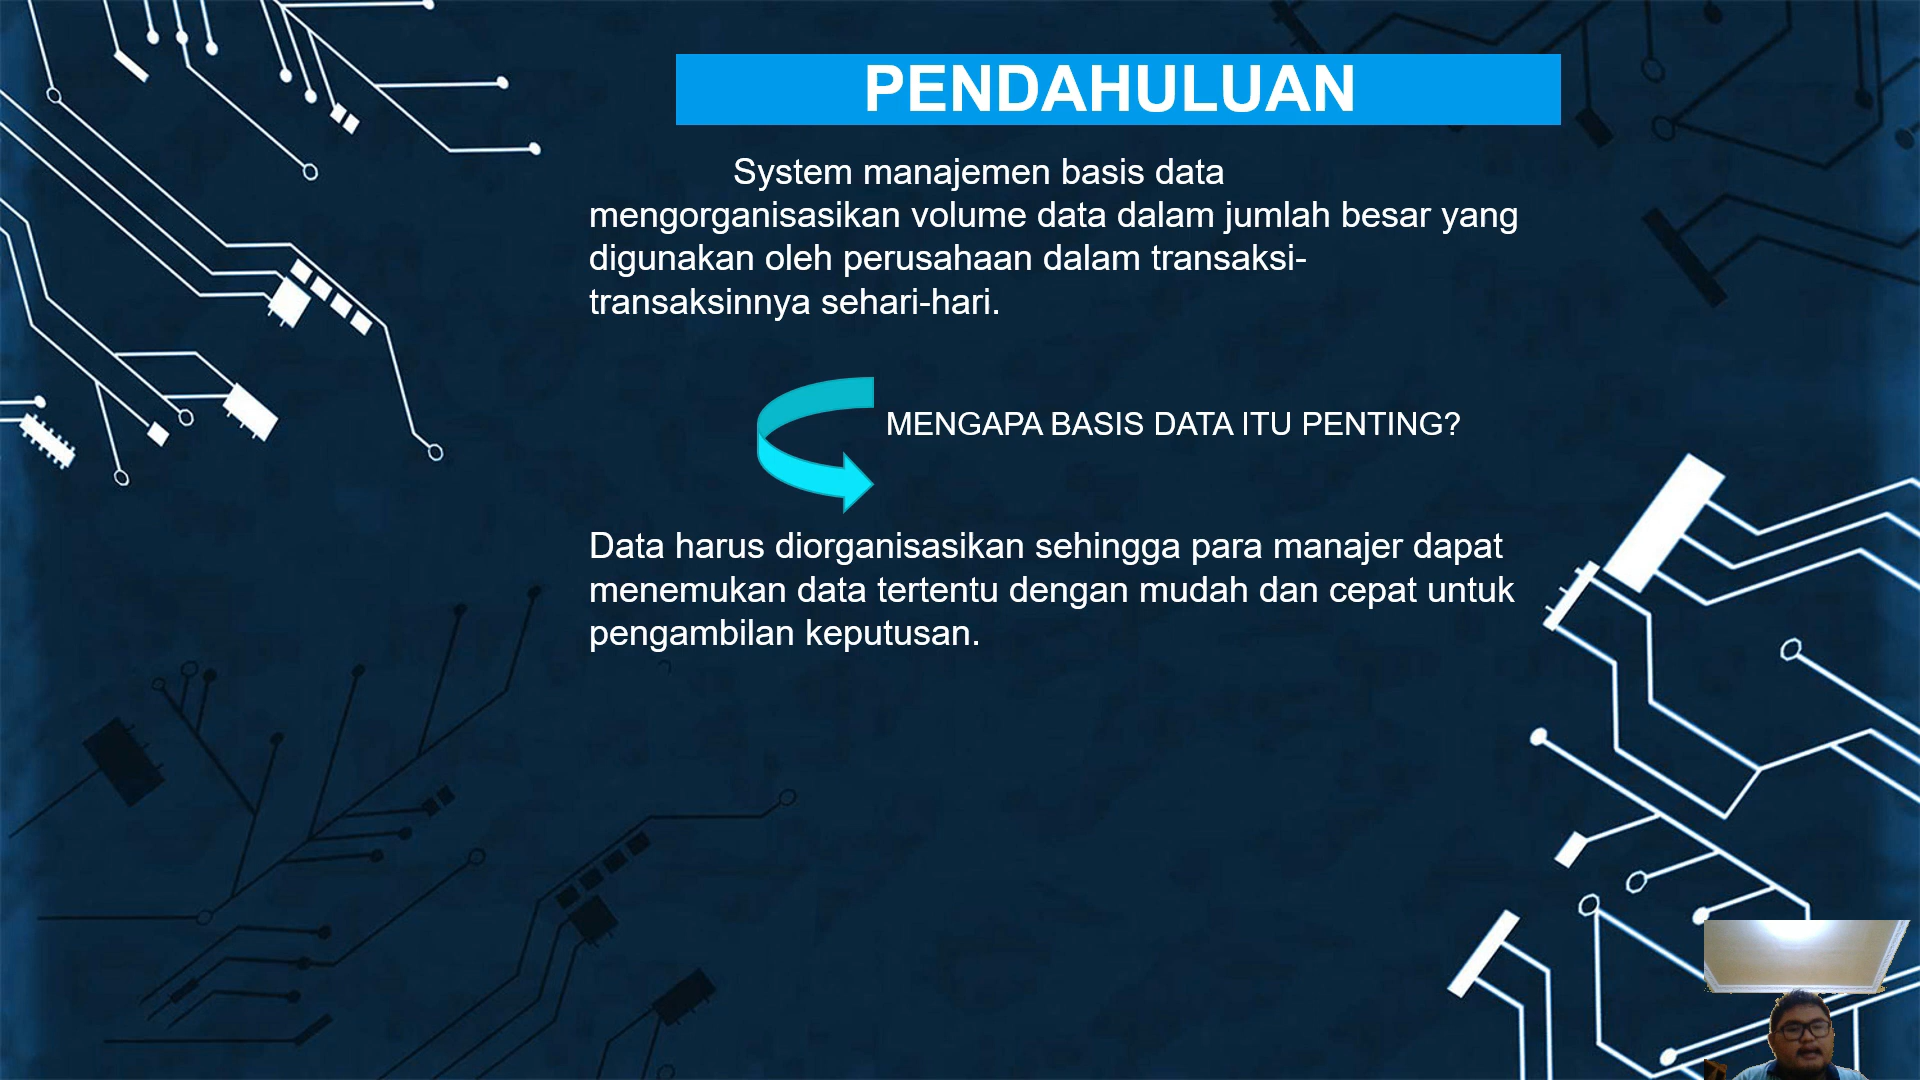 PENDAHULUAN
System manajemen basis data
mengorganisasikan volume data dalam jumlah besar yang
digunakan oleh perusahaan dalam transaksi-
transaksinnya sehari-hari.
MENGAPA BASIS DATA ITU PENTING?
Data harus diorganisasikan sehingga para manajer dapat
menemukan data tertentu dengan mudah dan cepat untuk
pengambilan keputusan.